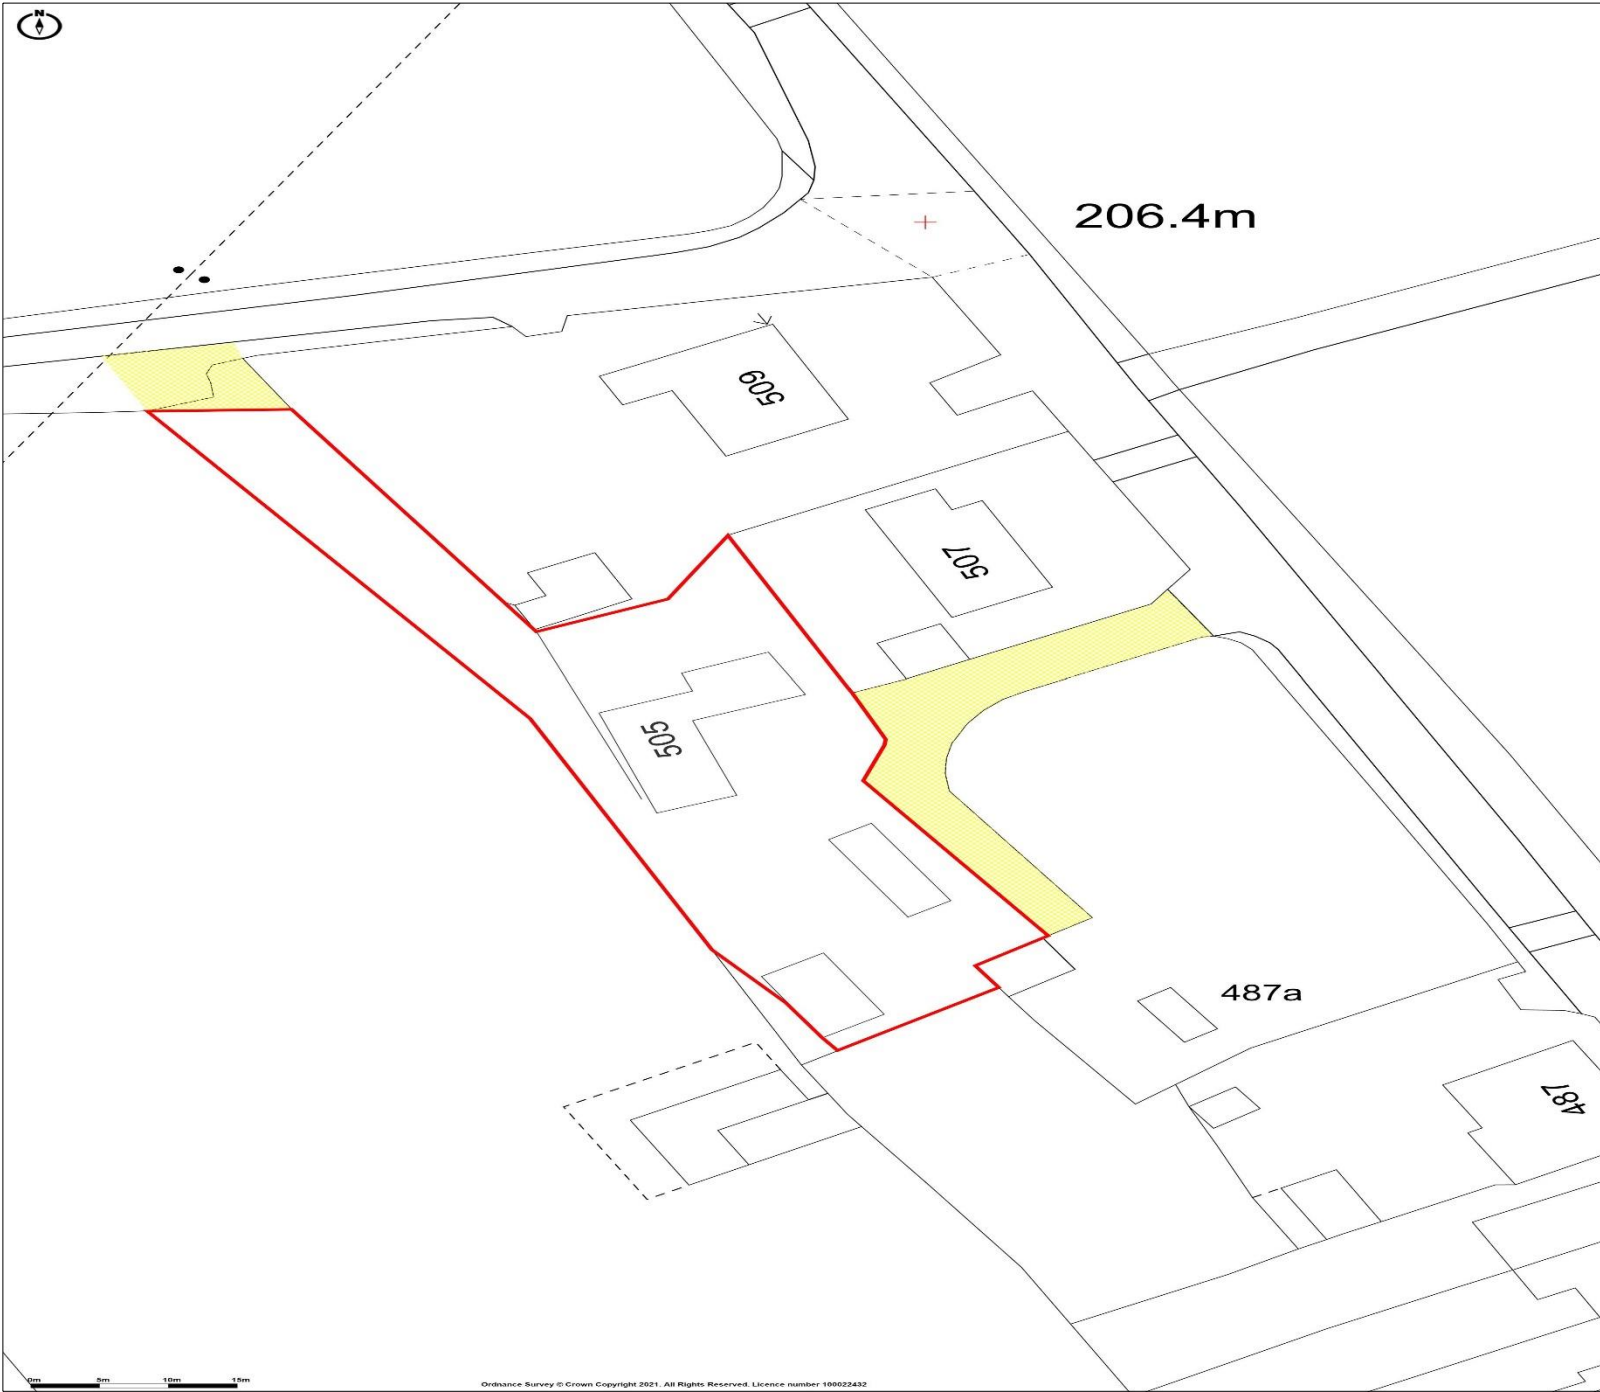 N
206.4m
509
507
505
487a
487
0m 5m 10m 15m
Ordnance Survey © Crown Copyright 2021. All Rights Reserved. Licence number 100022432